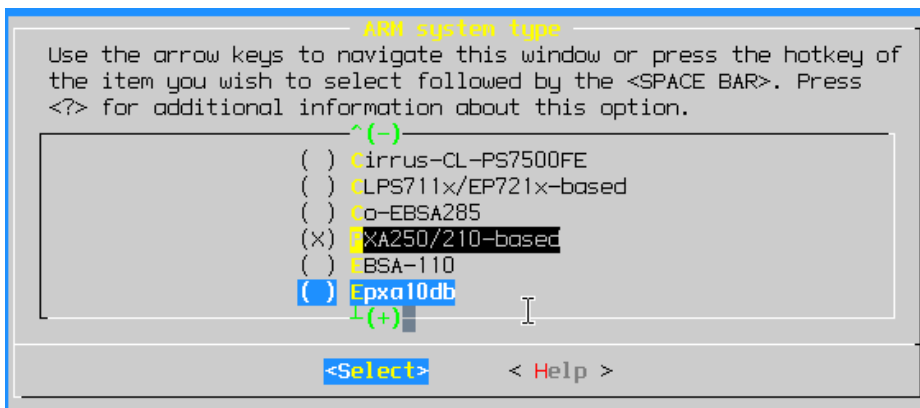 ARM system type
Use the arrow keys to navigate this window or press the hotkey of
the item you wish to select followed by the <SPACE BAR>. Press
<?> for additional information about this option.
^(-)
( ) Cirrus-CL-PS7500FE
( ) CLPS711x/EP721x-based
( ) Co-EBSA285
(X) PXA250/210-based
( ) EBSA-110
( ) Epxa10db
┴(+)
<Select> < Help >